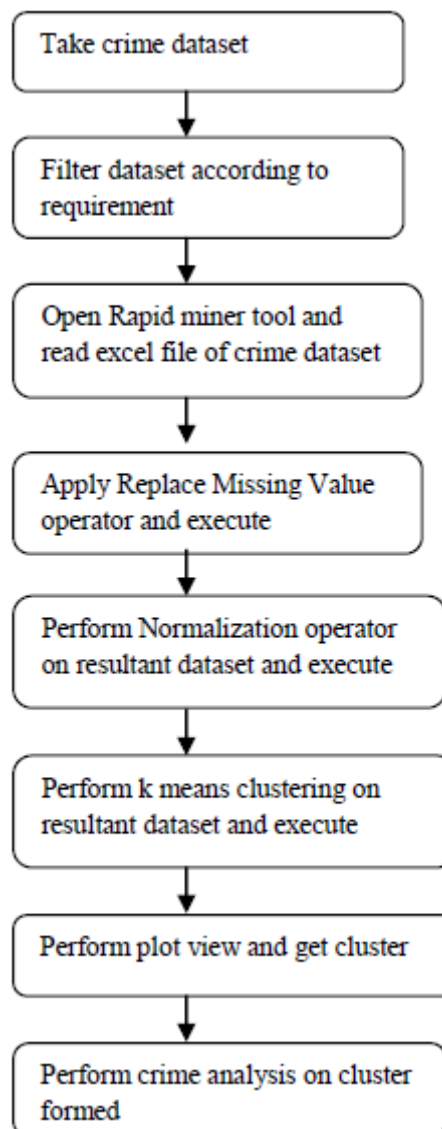 Take crime dataset
Filter dataset according to
requirement
Open Rapid miner tool and
read excel file of crime dataset
Apply Replace Missing Value
operator and execute
Perform Normalization operator
on resultant dataset and execute
Perform k means clustering on
resultant dataset and execute
Perform plot view and get cluster
Perform crime analysis on cluster
formed